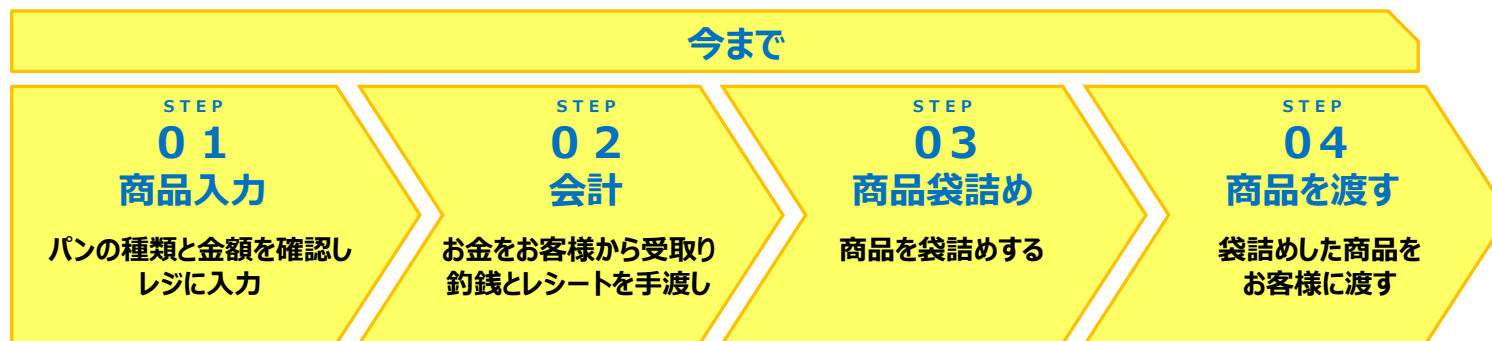 今まで
STEP
01
商品入力
パンの種類と金額を確認し
レジに入力
STEP
02
会計
お金をお客様から受取り
釣銭とレシートを手渡し
STEP
03
商品袋詰め
商品を袋詰めする
STEP
04
商品を渡す
袋詰めした商品を
お客様に渡す